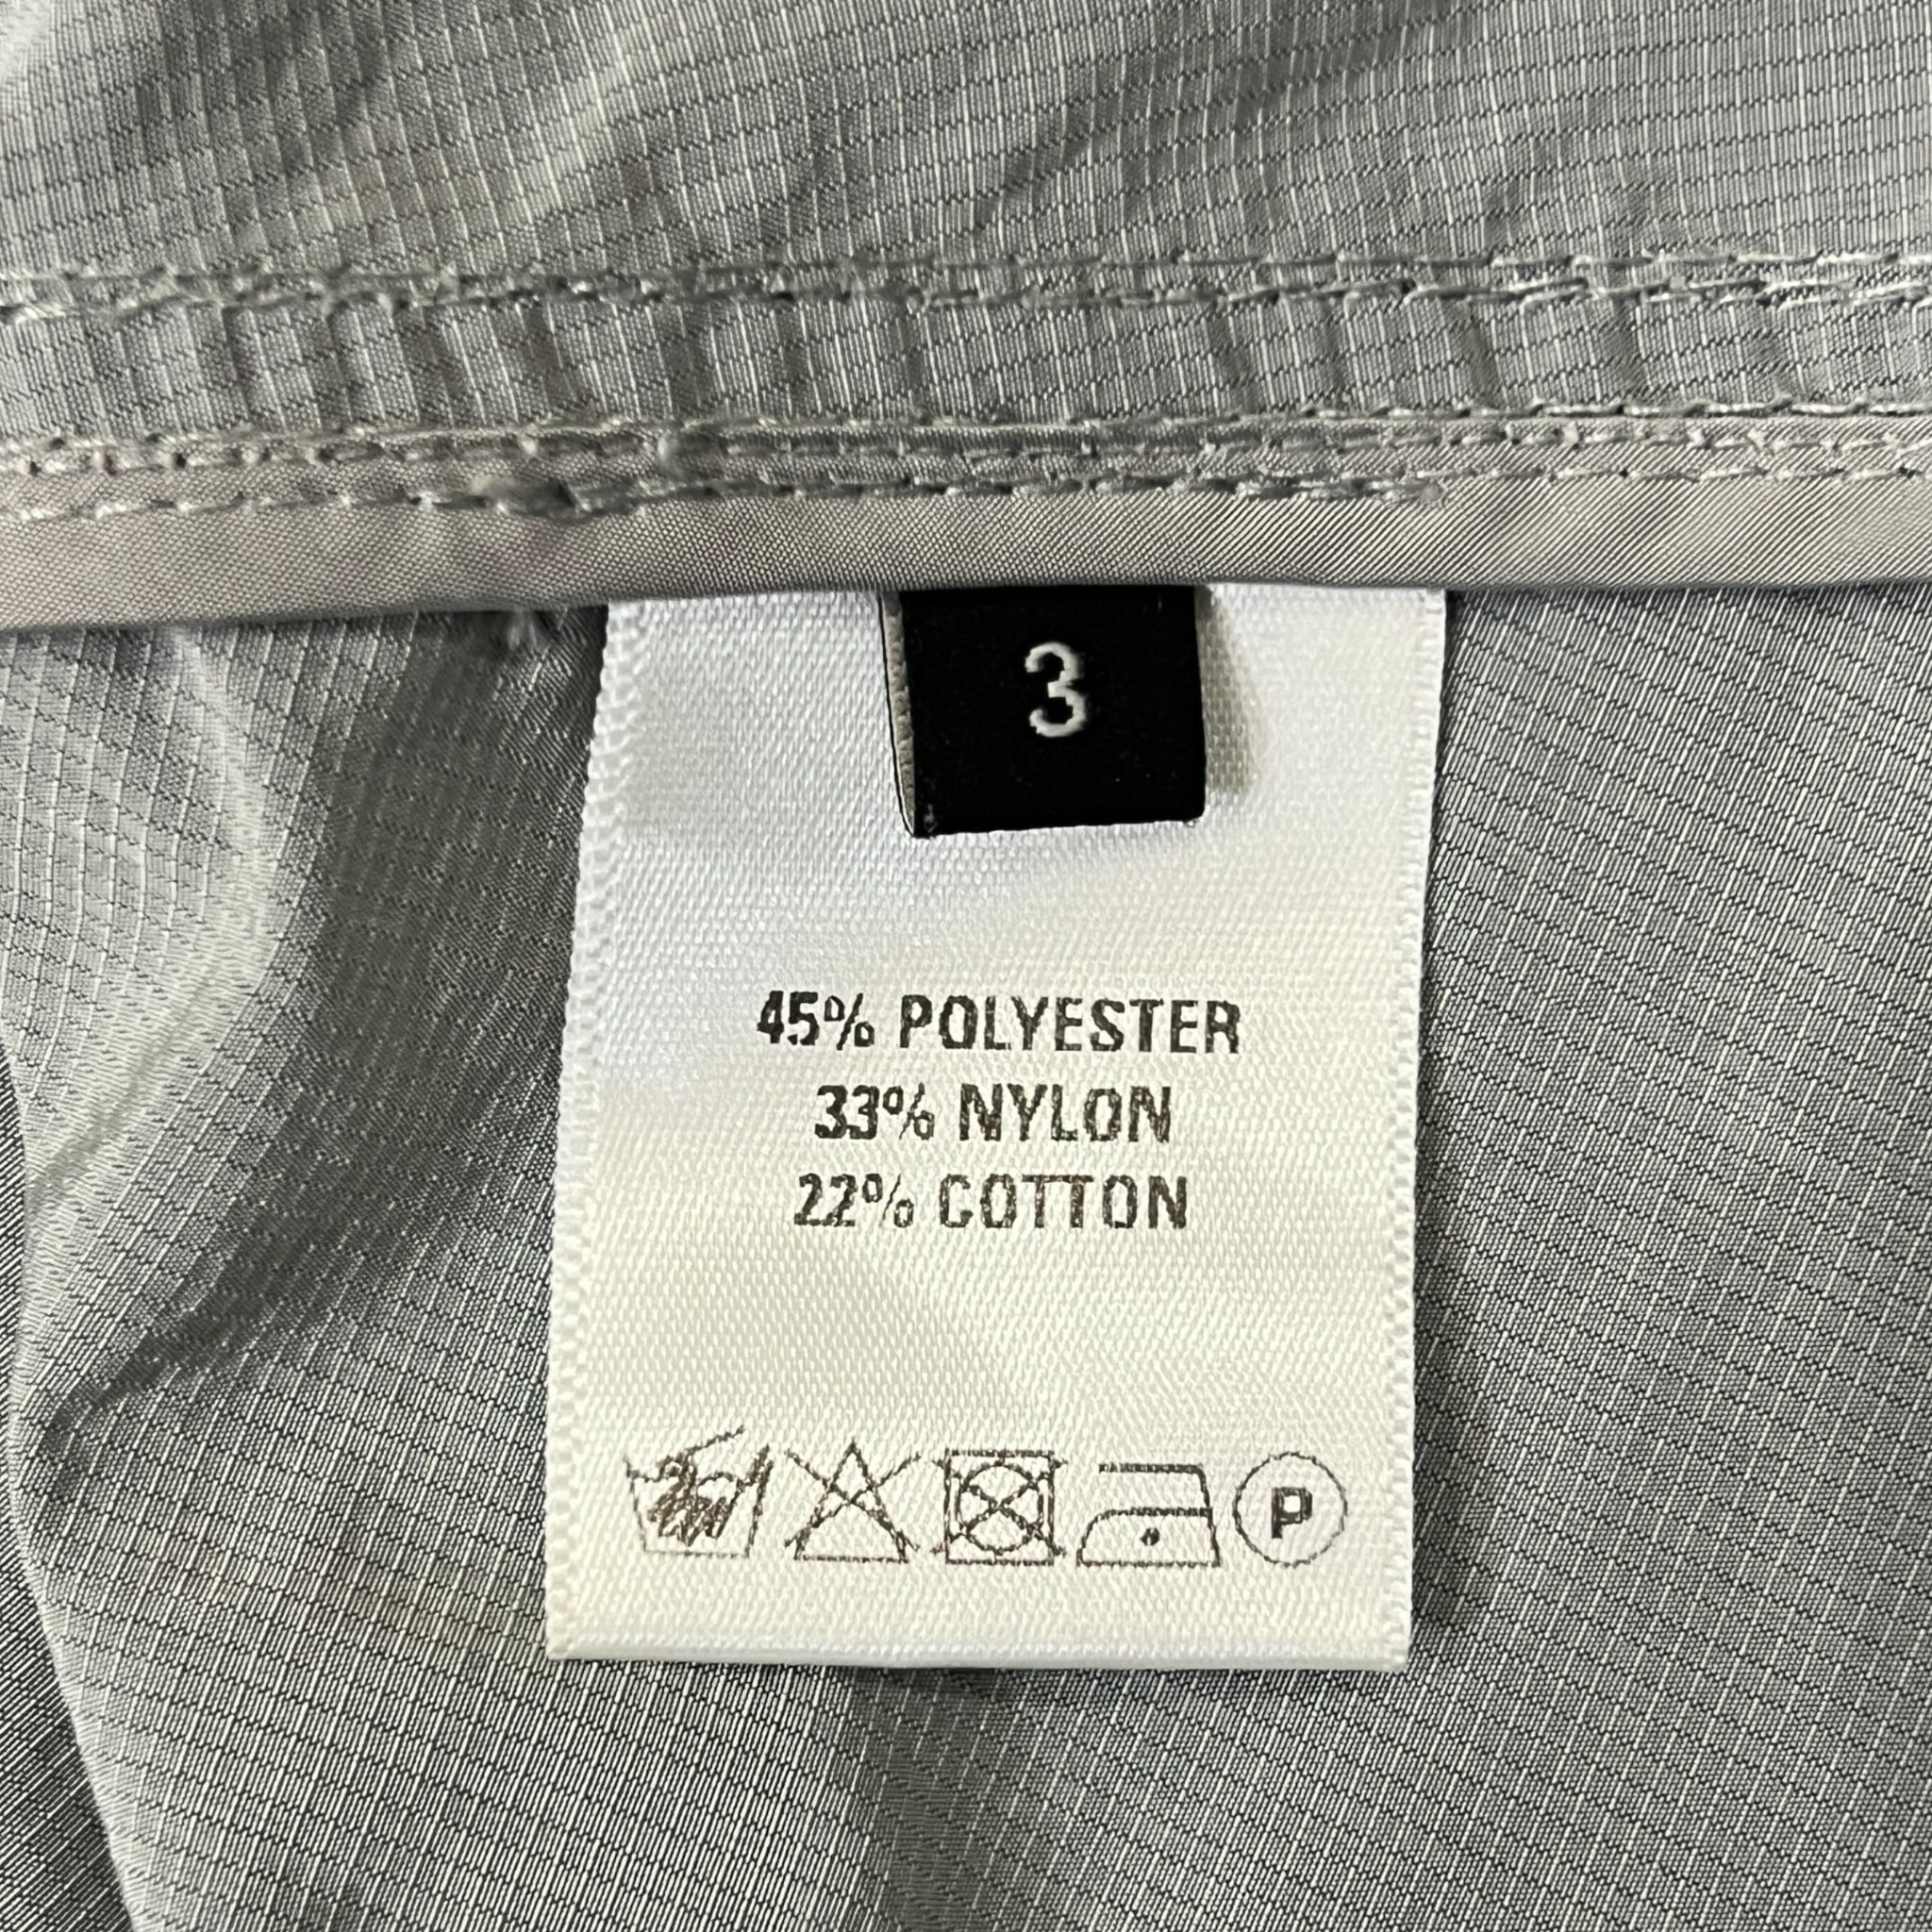 3
45% POLYESTER
33% NYLON
22% COTTON
P